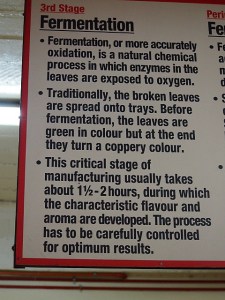 3rd Stage
Fermentation
• Fermentation, or more accurately
oxidation, is a natural chemical
process in which enzymes in the
leaves are exposed to oxygen.
• Traditionally, the broken leaves
are spread onto trays. Before
fermentation, the leaves are
green in colour but at the end
they turn a coppery colour.
• This critical stage of
manufacturing usually takes
about 1½-2 hours, during which
the characteristic flavour and
aroma are developed. The process
has to be carefully controlled
for optimum results.